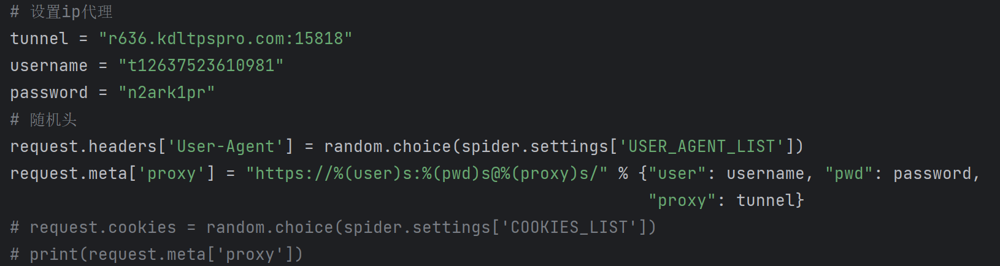 # 设置ip代理
tunnel = "r636.kdltpspro.com:15818"
username = "t12637523610981"
password = "n2ark1pr"
# 随机头
request.headers['User-Agent'] = random.choice(spider.settings['USER_AGENT_LIST'])
request.meta['proxy'] = "https://%(user)s:%(pwd)s@%(proxy)s/" % {"user": username, "pwd": password,
"proxy": tunnel}
# request.cookies = random.choice(spider.settings['COOKIES_LIST'])
# print(request.meta['proxy'])